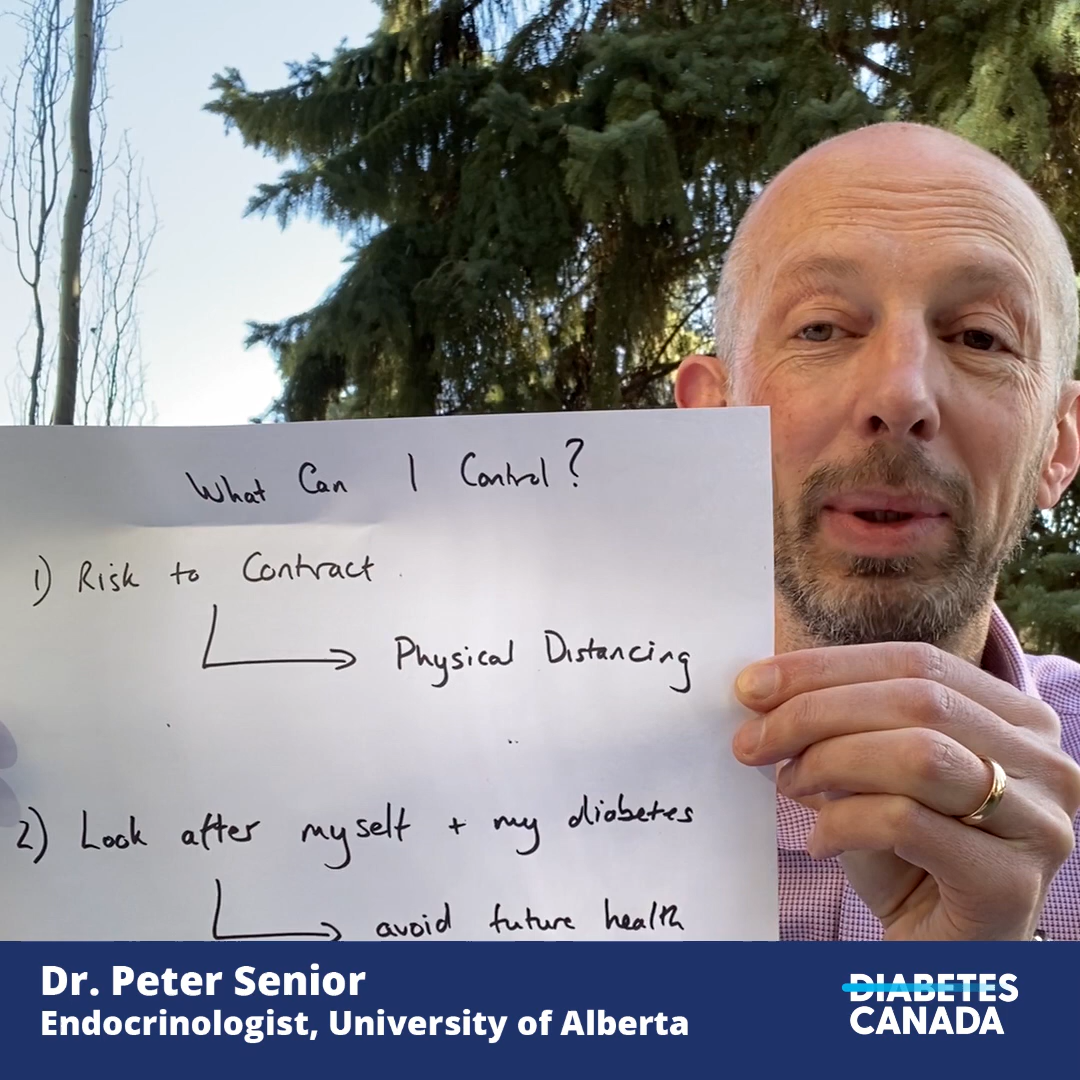 What Can I Control?
1) Risk to Contract
Physical Distancing
2) Look after myself + my diabetes
avoid future health
Dr. Peter Senior
Endocrinologist, University of Alberta
DIABETES
CANADA